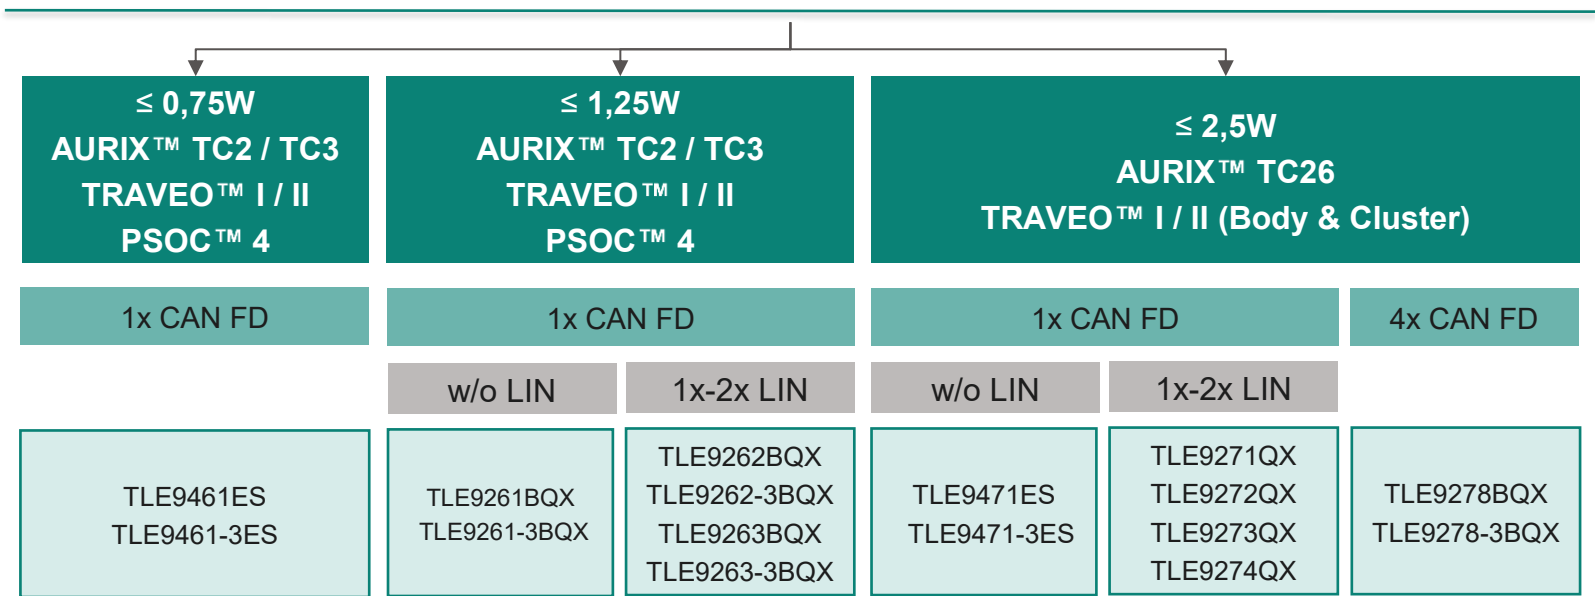 ≤ 0,75W
AURIX™ TC2 / TC3
TRAVEO™ I / II
PSOC™ 4
≤ 1,25W
AURIX™ TC2 / TC3
TRAVEO™ I / II
PSOC™ 4
≤ 2,5W
AURIX™ TC26
TRAVEO™ I / II (Body & Cluster)
1x CAN FD
1x CAN FD
1x CAN FD
4x CAN FD
w/o LIN
1x-2x LIN
w/o LIN
1x-2x LIN
TLE9461ES
TLE9461-3ES
TLE9261BQX
TLE9261-3BQX
TLE9262BQX
TLE9262-3BQX
TLE9263BQX
TLE9263-3BQX
TLE9471ES
TLE9471-3ES
TLE9271QX
TLE9272QX
TLE9273QX
TLE9274QX
TLE9278BQX
TLE9278-3BQX